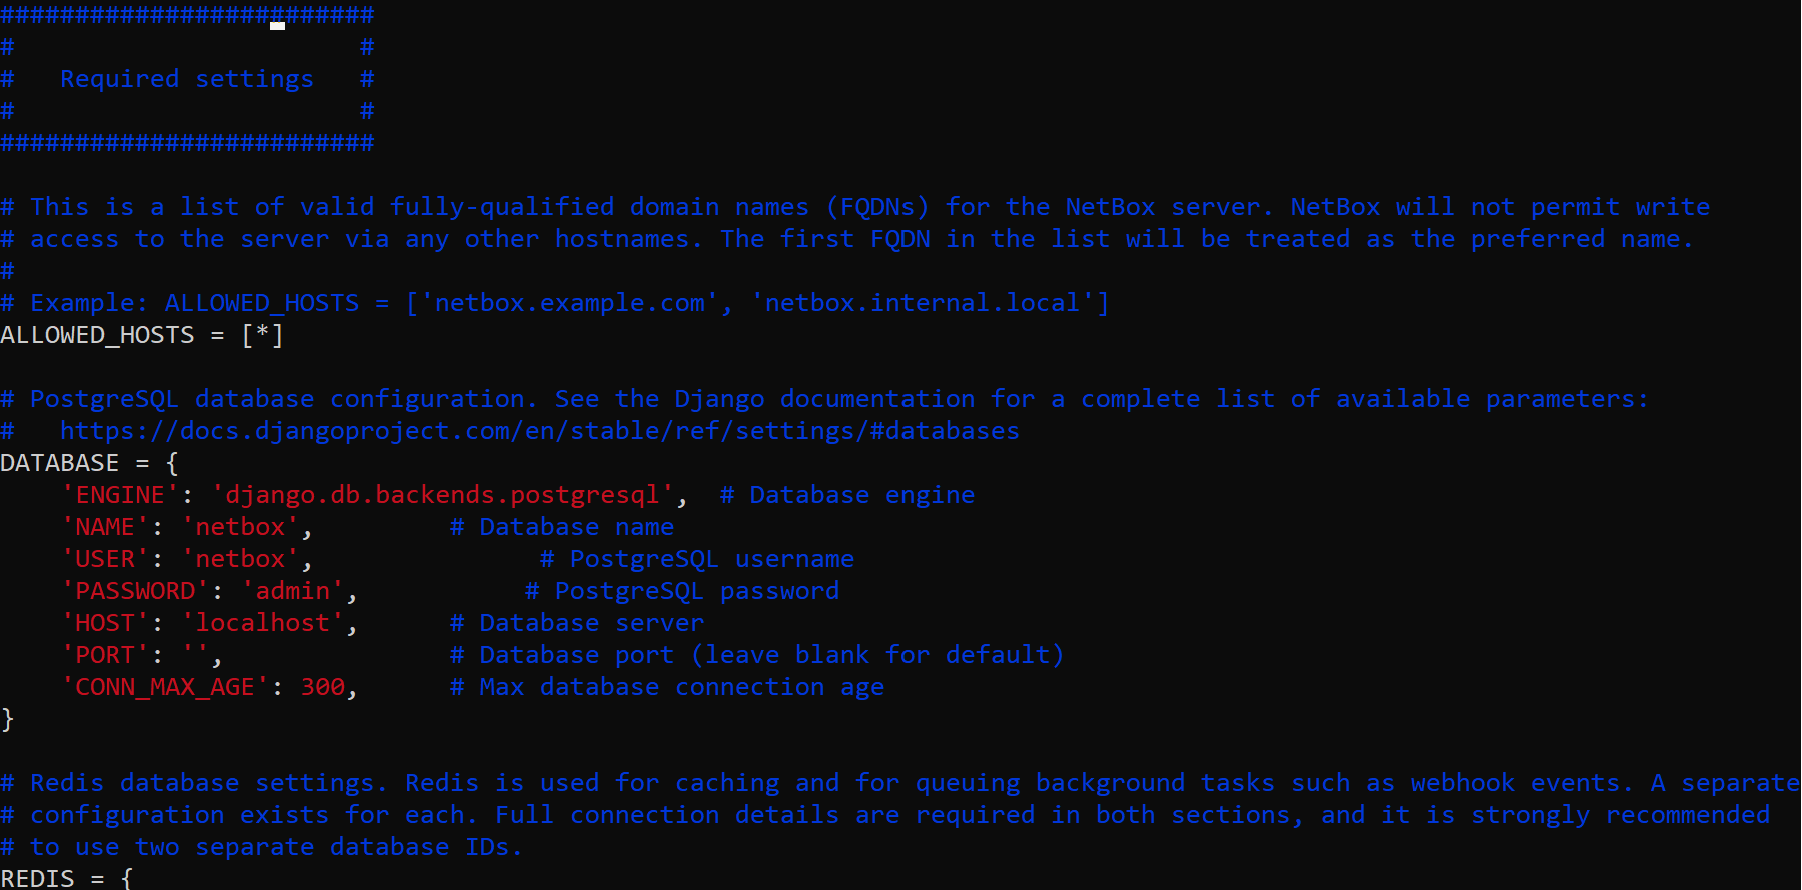 #########################
#                       #
#   Required settings   #
#                       #
#########################

# This is a list of valid fully-qualified domain names (FQDNs) for the NetBox server. NetBox will not permit write
# access to the server via any other hostnames. The first FQDN in the list will be treated as the preferred name.
#
# Example: ALLOWED_HOSTS = ['netbox.example.com', 'netbox.internal.local']
ALLOWED_HOSTS = [*]

# PostgreSQL database configuration. See the Django documentation for a complete list of available parameters:
#   https://docs.djangoproject.com/en/stable/ref/settings/#databases
DATABASE = {
    'ENGINE': 'django.db.backends.postgresql',  # Database engine
    'NAME': 'netbox',         # Database name
    'USER': 'netbox',               # PostgreSQL username
    'PASSWORD': 'admin',           # PostgreSQL password
    'HOST': 'localhost',      # Database server
    'PORT': '',               # Database port (leave blank for default)
    'CONN_MAX_AGE': 300,      # Max database connection age
}

# Redis database settings. Redis is used for caching and for queuing background tasks such as webhook events. A separate
# configuration exists for each. Full connection details are required in both sections, and it is strongly recommended
# to use two separate database IDs.
REDIS = {